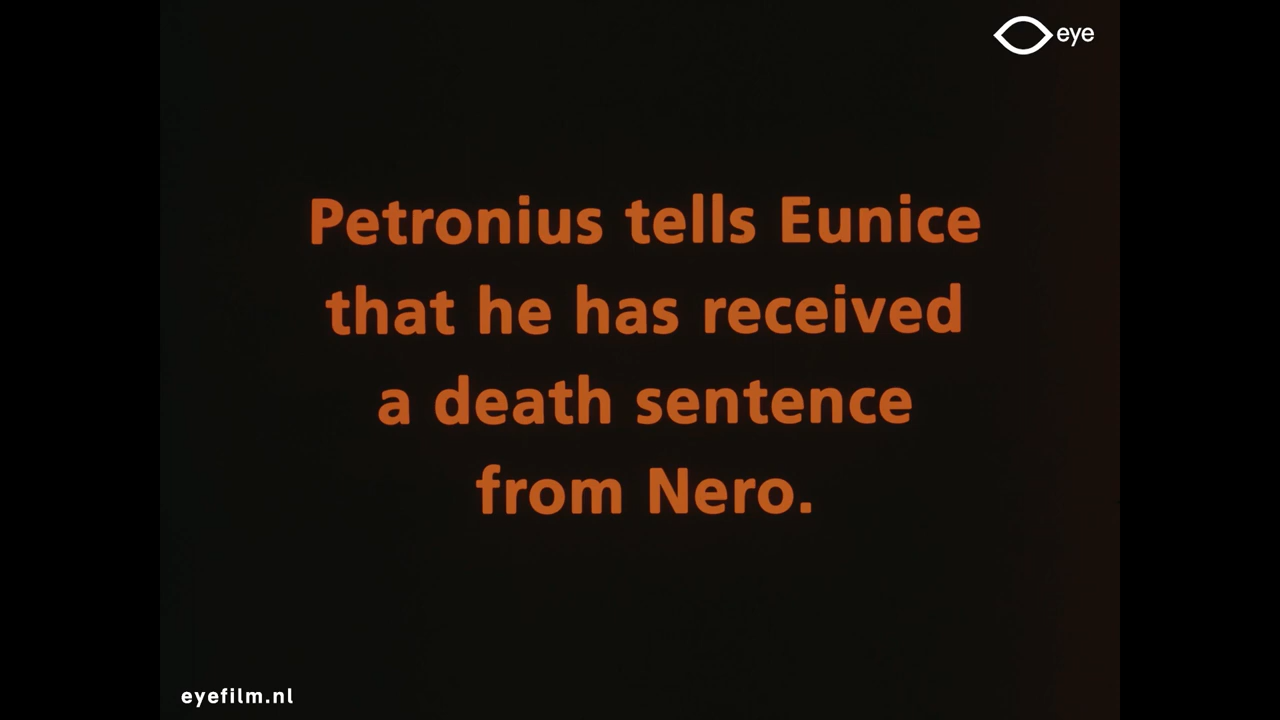 eye
Petronius tells Eunice
that he has received
a death sentence
from Nero.
eyefilm.nl